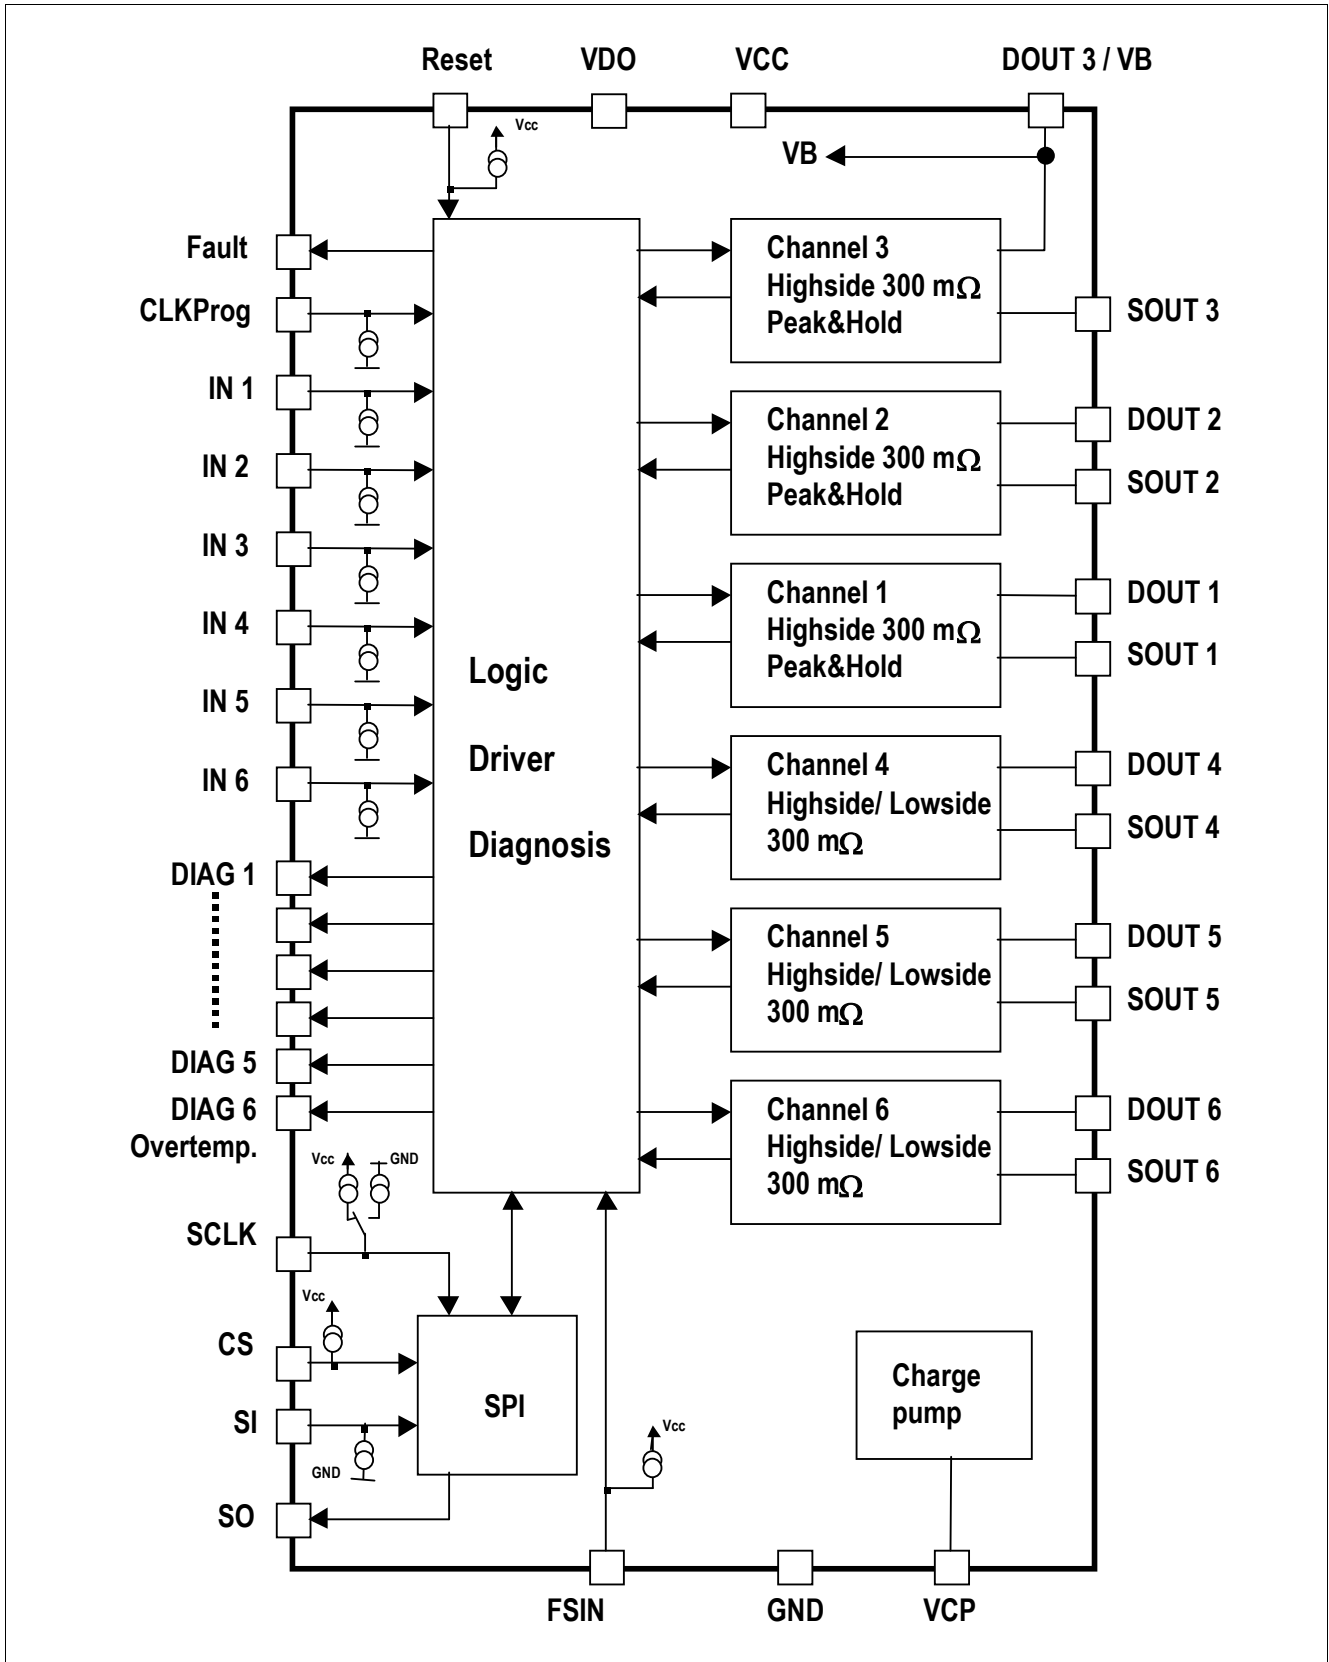 Reset VDO VCC DOUT 3 / VB
Vcc
VB
Fault
CLKProg
IN 1
IN 2
IN 3
IN 4
IN 5
IN 6
DIAG 1
DIAG 5
DIAG 6
Overtemp.
Logic
Driver
Diagnosis
Channel 3
Highside 300 mΩ
Peak&Hold
SOUT 3
Channel 2
Highside 300 mΩ
Peak&Hold
DOUT 2
SOUT 2
Channel 1
Highside 300 mΩ
Peak&Hold
DOUT 1
SOUT 1
Channel 4
Highside/ Lowside
300 mΩ
DOUT 4
SOUT 4
Channel 5
Highside/ Lowside
300 mΩ
DOUT 5
SOUT 5
Channel 6
Highside/ Lowside
300 mΩ
DOUT 6
SOUT 6
Vcc GND
SCLK
Vcc
CS
SI
GND
SO
SPI
Vcc
Charge
pump
FSIN GND VCP